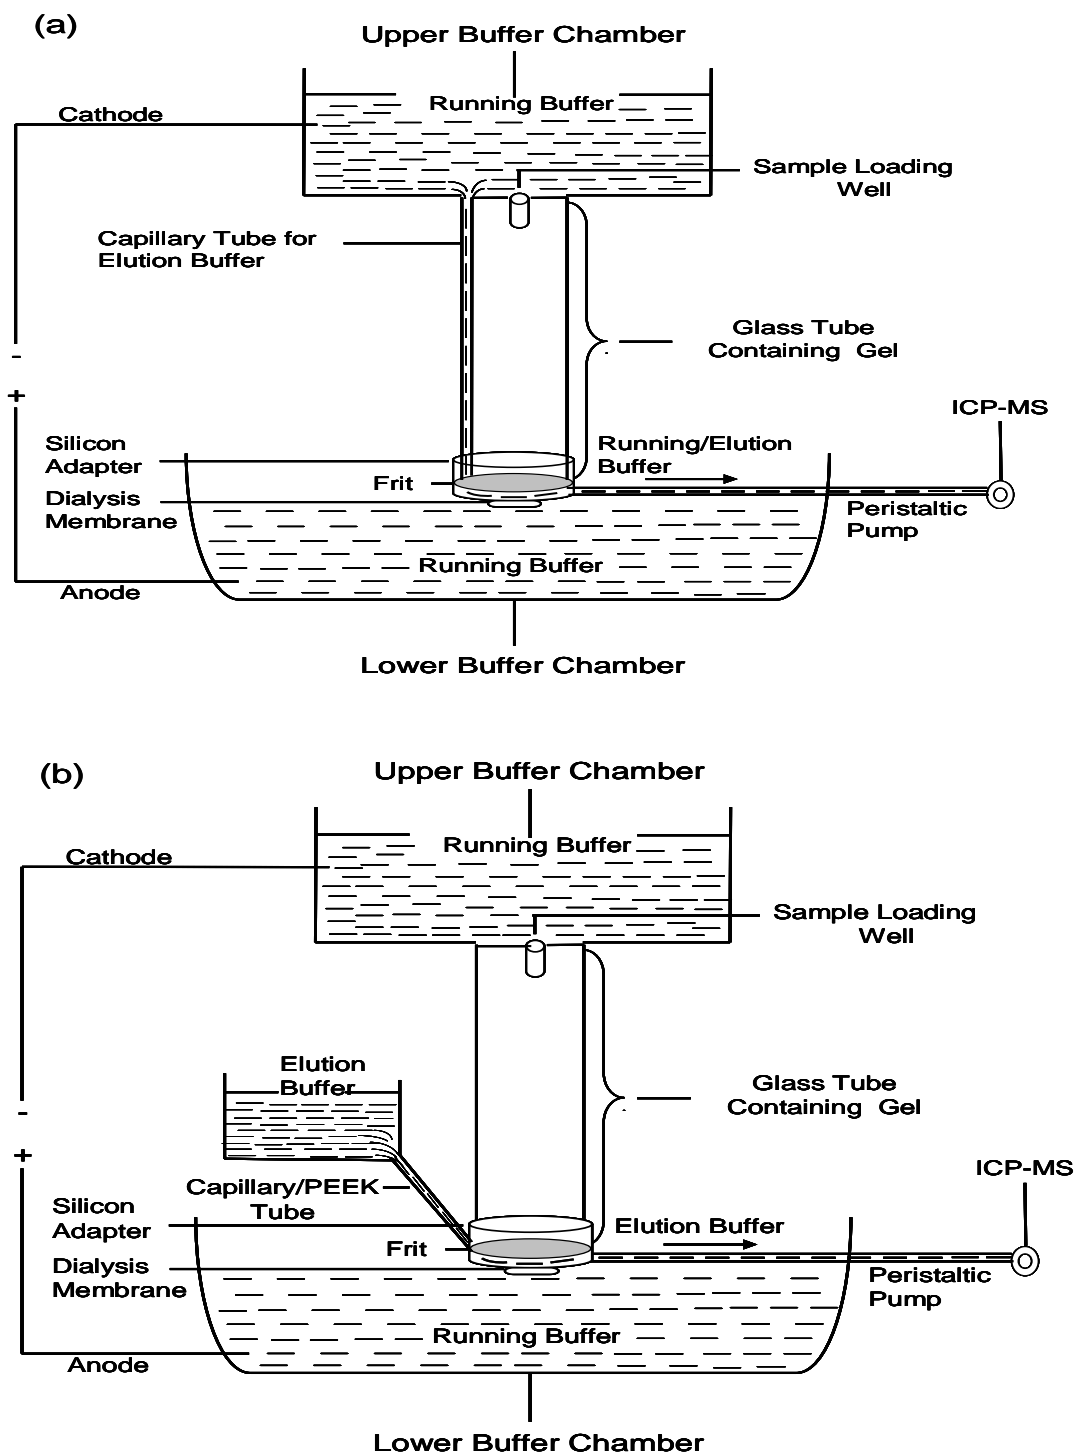 (a)
Upper Buffer Chamber
Running Buffer
Cathode
Sample Loading
Well
Capillary Tube for
Elution Buffer
Glass Tube
Containing Gel
-
+
ICP-MS
Silicon
Adapter
Running/Elution
Buffer
Frit
Dialysis
Membrane
Peristaltic
Pump
Running Buffer
Anode
Lower Buffer Chamber
(b)
Upper Buffer Chamber
Running Buffer
Cathode
Sample Loading
Well
Elution
Buffer
Glass Tube
Containing Gel
-
+
ICP-MS
Capillary/PEEK
Tube
Silicon
Adapter
Elution Buffer
Frit
Dialysis
Membrane
Peristaltic
Pump
Running Buffer
Anode
Lower Buffer Chamber